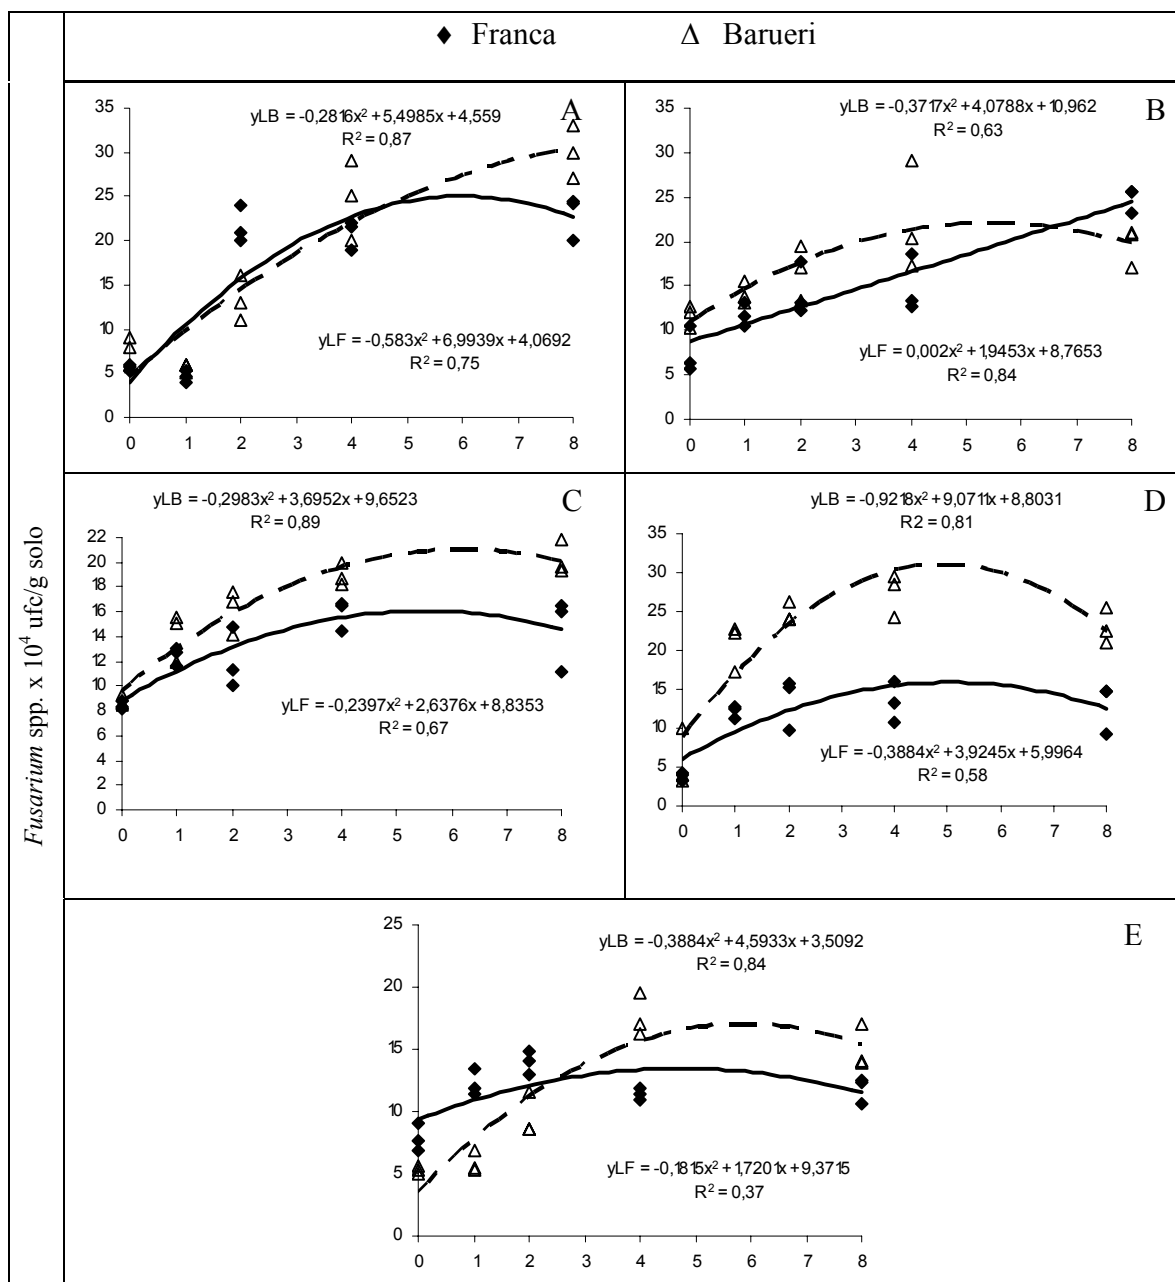 Franca Barueri
Fusarium spp. x 10⁴ ufc/g solo
A
yLB = -0,2816x² + 5,4985x + 4,559
R² = 0,87
35
30
25
20
15
10
5
0
yLF = -0,583x² + 6,9939x + 4,0692
R² = 0,75
0 1 2 3 4 5 6 7 8
B
yLB = -0,3717x² + 4,0788x + 10,962
R² = 0,63
35
30
25
20
15
10
5
0
yLF = 0,002x² + 1,9453x + 8,7653
R² = 0,84
0 1 2 3 4 5 6 7 8
C
yLB = -0,2983x² + 3,6952x + 9,6523
R² = 0,89
22
20
18
16
14
12
10
8
6
4
2
0
yLF = -0,2397x² + 2,6376x + 8,8353
R² = 0,67
0 1 2 3 4 5 6 7 8
D
yLB = -0,9218x² + 9,0711x + 8,8031
R2 = 0,81
35
30
25
20
15
10
5
0
yLF = -0,3884x² + 3,9245x + 5,9964
R² = 0,58
0 1 2 3 4 5 6 7 8
E
yLB = -0,3884x² + 4,5933x + 3,5092
R² = 0,84
25
20
15
10
5
0
yLF = -0,1815x² + 1,7201x + 9,3715
R² = 0,37
0 1 2 3 4 5 6 7 8